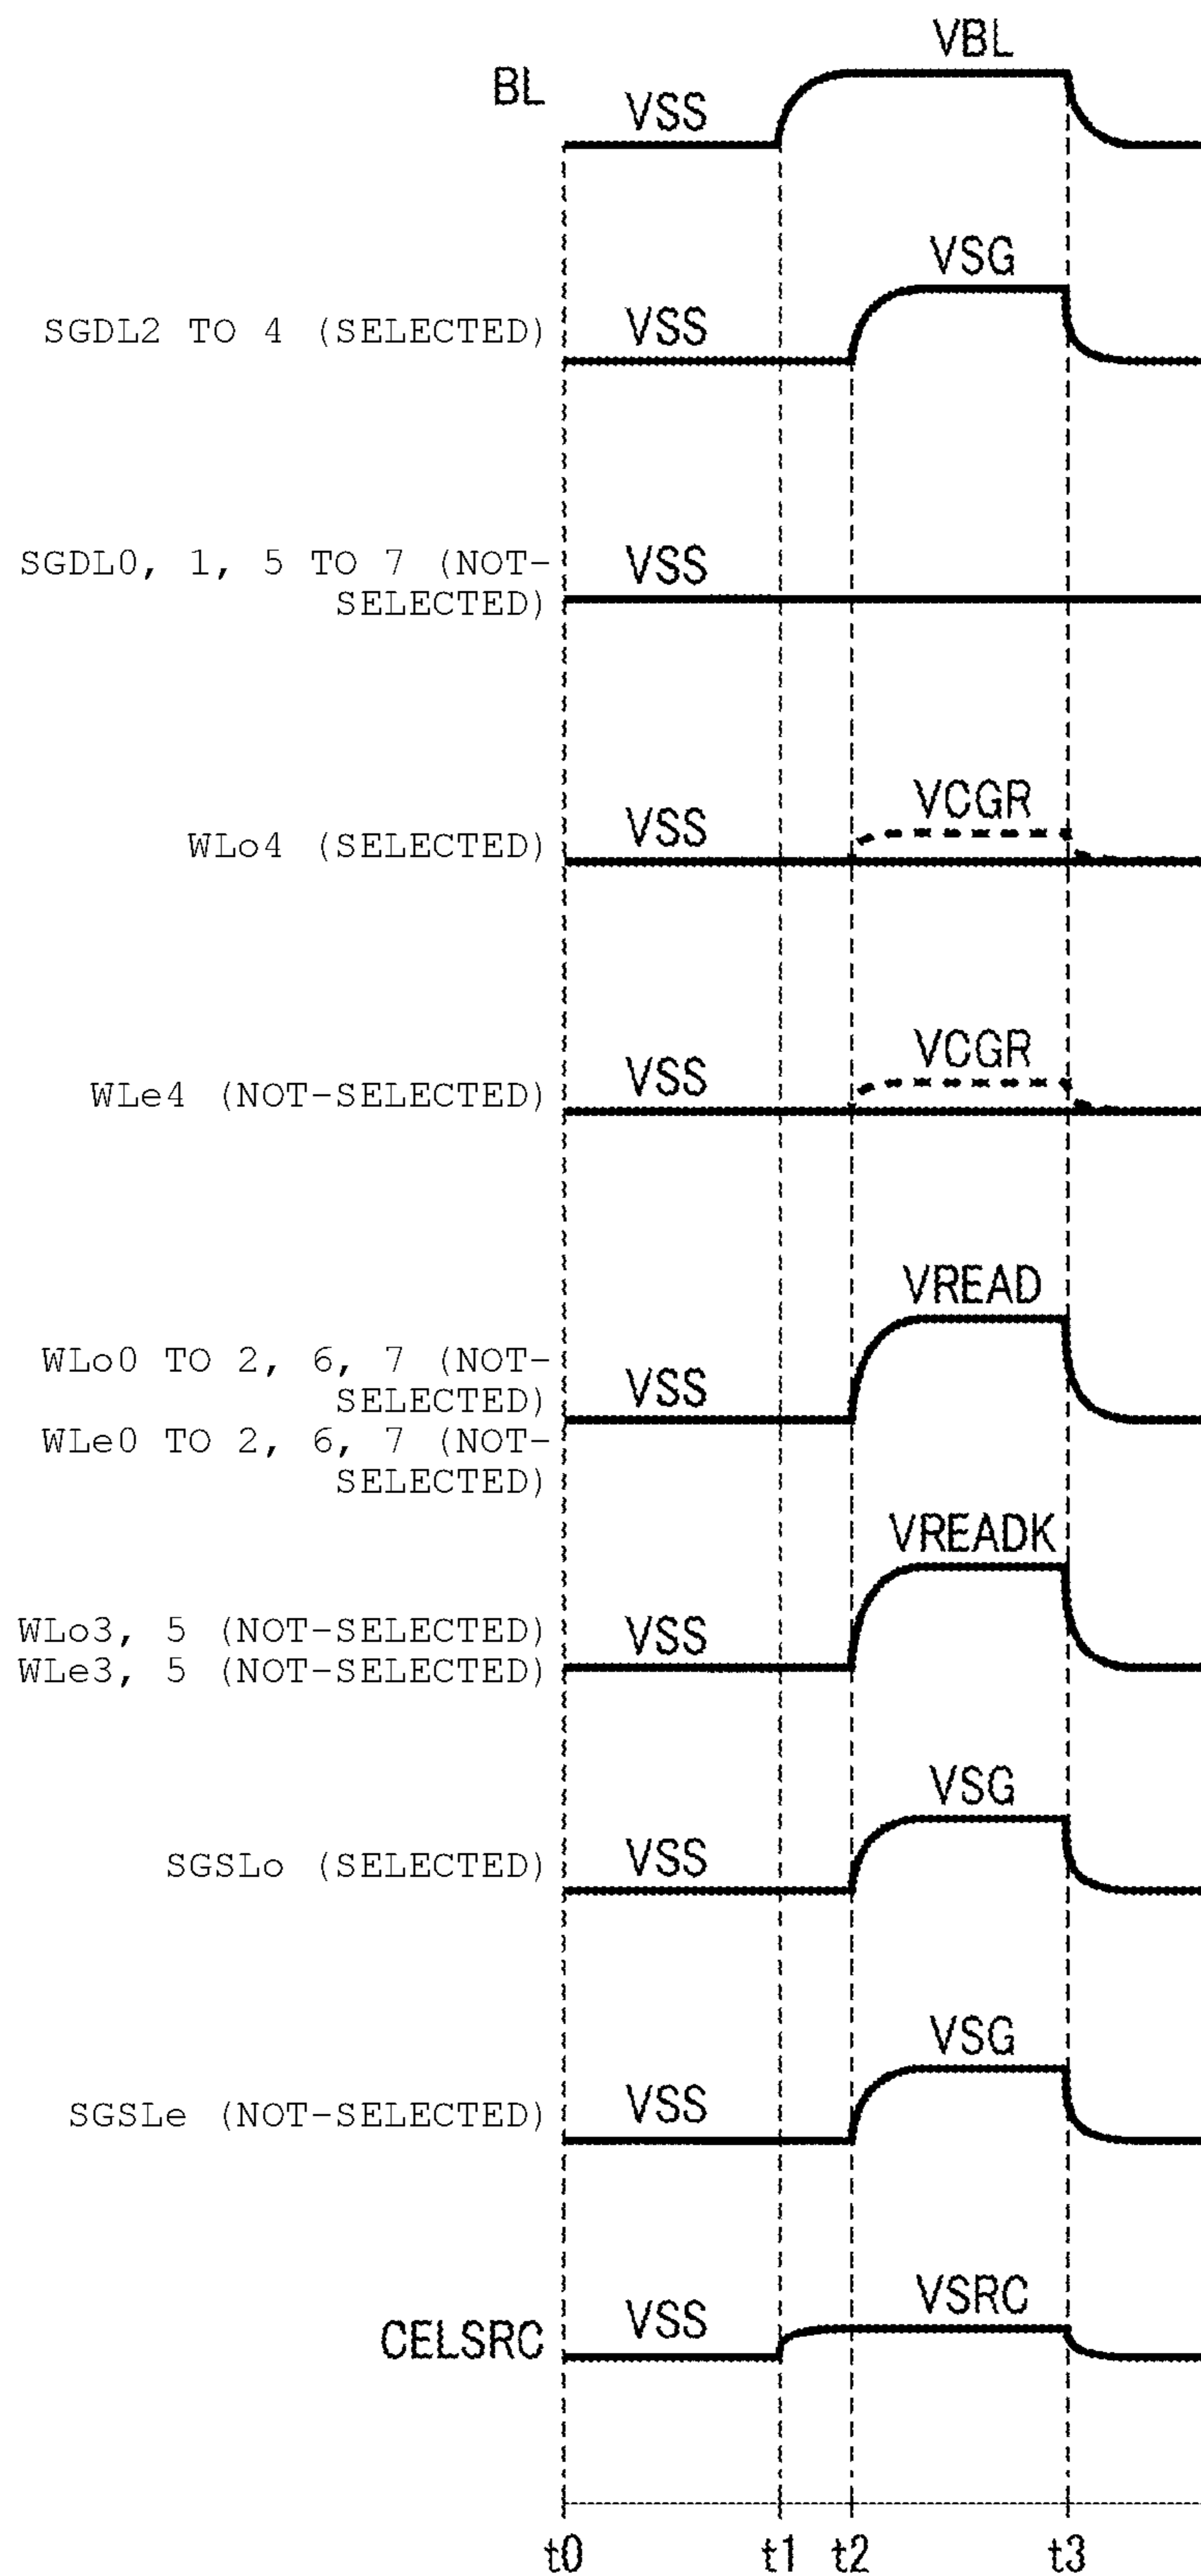 VBL
BL
VSS
VSG
SGDL2 TO 4 (SELECTED)
VSS
SGDL0, 1, 5 TO 7 (NOT-
SELECTED)
VSS
VCGR
WLo4 (SELECTED)
VSS
VCGR
WLe4 (NOT-SELECTED)
VSS
VREAD
WLo0 TO 2, 6, 7 (NOT-
SELECTED)
WLe0 TO 2, 6, 7 (NOT-
SELECTED)
VSS
VREADK
WLo3, 5 (NOT-SELECTED)
WLe3, 5 (NOT-SELECTED)
VSS
VSG
SGSLo (SELECTED)
VSS
VSG
SGSLe (NOT-SELECTED)
VSS
VSRC
CELSRC
VSS
t0 t1 t2 t3